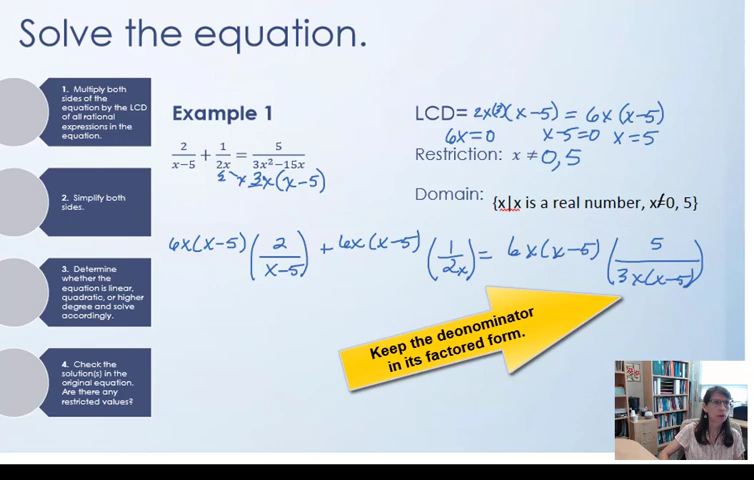 Solve the equation.
1. Multiply both
sides of the
equation by the LCD
of all rational
expressions in the
equation.
2. Simplify both
sides.
3. Determine
whether the
equation is linear,
quadratic, or higher
degree and solve
accordingly.
4. Check the
solution(s) in the
original equation.
Are there any
restricted values?
Example 1
2/(x−5) + 1/(2x) = 5/(3x²−15x)
2·x 3x(x−5)
LCD= 2x(3)(x−5) = 6x(x−5)
6x=0 x−5=0 x=5
Restriction: x ≠ 0, 5
Domain: {x|x is a real number, x≠0, 5}
6x(x−5)(2/(x−5)) + 6x(x−5)(1/(2x)) = 6x(x−5)(5/(3x(x−5)))
Keep the deonominator
in its factored form.